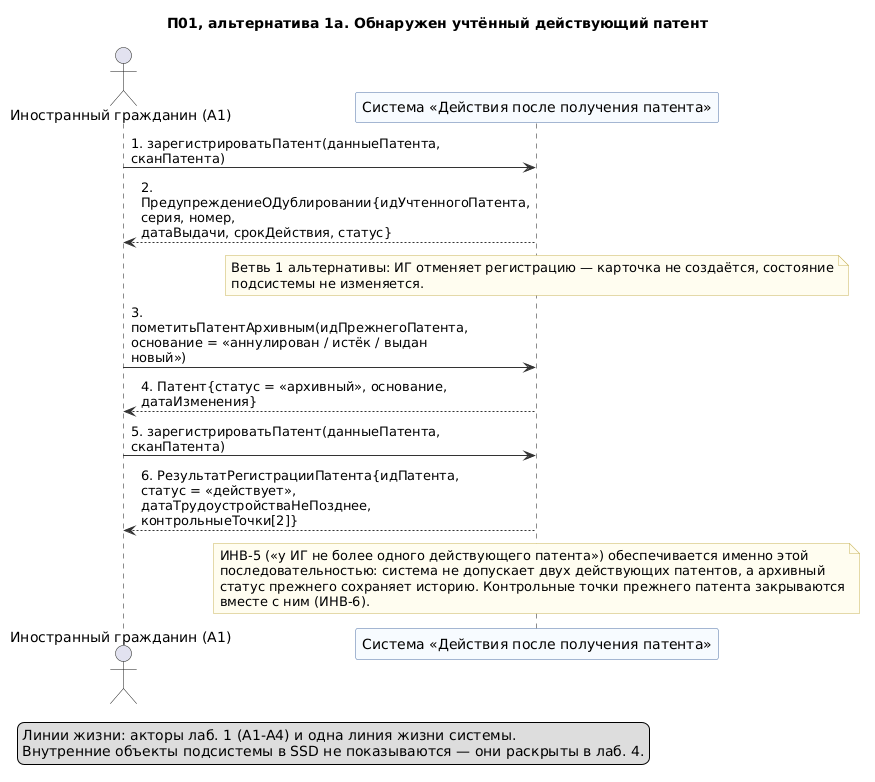 П01, альтернатива 1а. Обнаружен учтённый действующий патент
Иностранный гражданин (А1)
Система «Действия после получения патента»
1. зарегистрироватьПатент(данныеПатента,
сканПатента)
2.
ПредупреждениеОДублировании{идУчтенногоПатента,
серия, номер,
датаВыдачи, срокДействия, статус}
Ветвь 1 альтернативы: ИГ отменяет регистрацию — карточка не создаётся, состояние
подсистемы не изменяется.
3.
пометитьПатентАрхивным(идПрежнегоПатента,
основание = «аннулирован / истёк / выдан
новый»)
4. Патент{статус = «архивный», основание,
датаИзменения}
5. зарегистрироватьПатент(данныеПатента,
сканПатента)
6. РезультатРегистрацииПатента{идПатента,
статус = «действует»,
датаТрудоустройстваНеПозднее,
контрольныеТочки[2]}
ИНВ-5 («у ИГ не более одного действующего патента») обеспечивается именно этой
последовательностью: система не допускает двух действующих патентов, а архивный
статус прежнего сохраняет историю. Контрольные точки прежнего патента закрываются
вместе с ним (ИНВ-6).
Иностранный гражданин (А1)
Система «Действия после получения патента»
Линии жизни: акторы лаб. 1 (А1-А4) и одна линия жизни системы.
Внутренние объекты подсистемы в SSD не показываются — они раскрыты в лаб. 4.